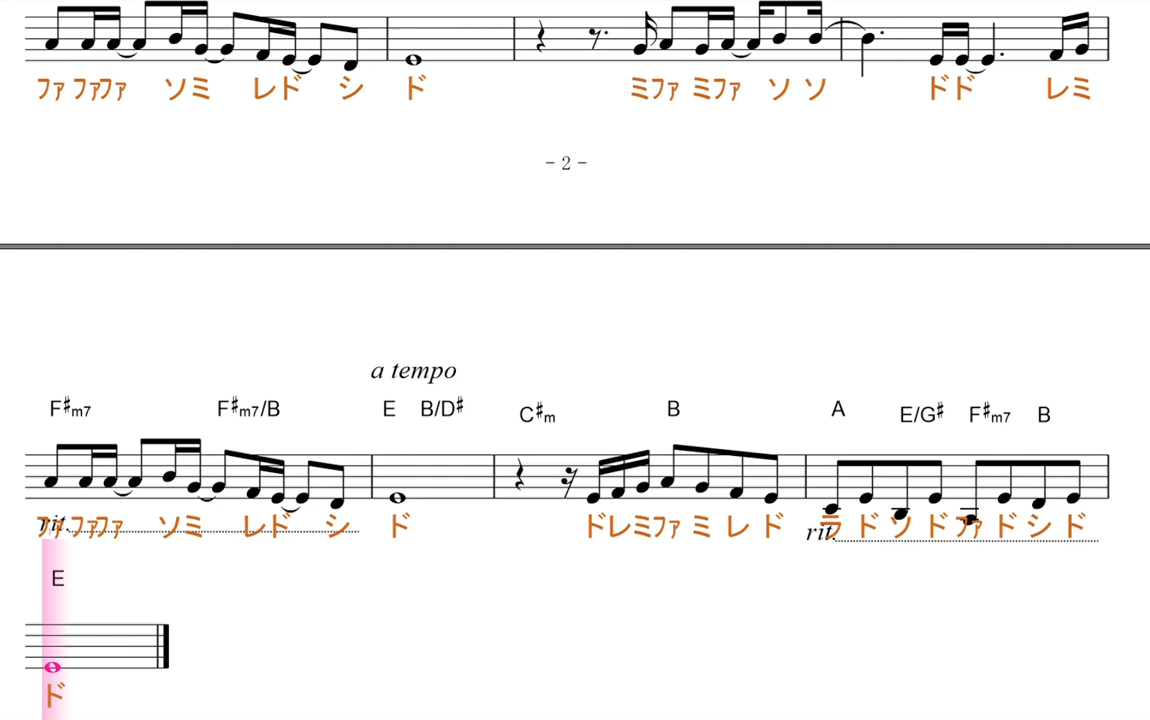 ファ ファファ ソミ レド シ ド ミファ ミファ ソ ソ ドド レミ
- 2 -
a tempo
F♯m7 F♯m7/B E B/D♯ C♯m B A E/G♯ F♯m7 B
ファ ファファ ソミ レド シ ド ドレミファ ミ レ ド ラ ド ソ ド ファ ド シ ド
rit. rit.
E
ド